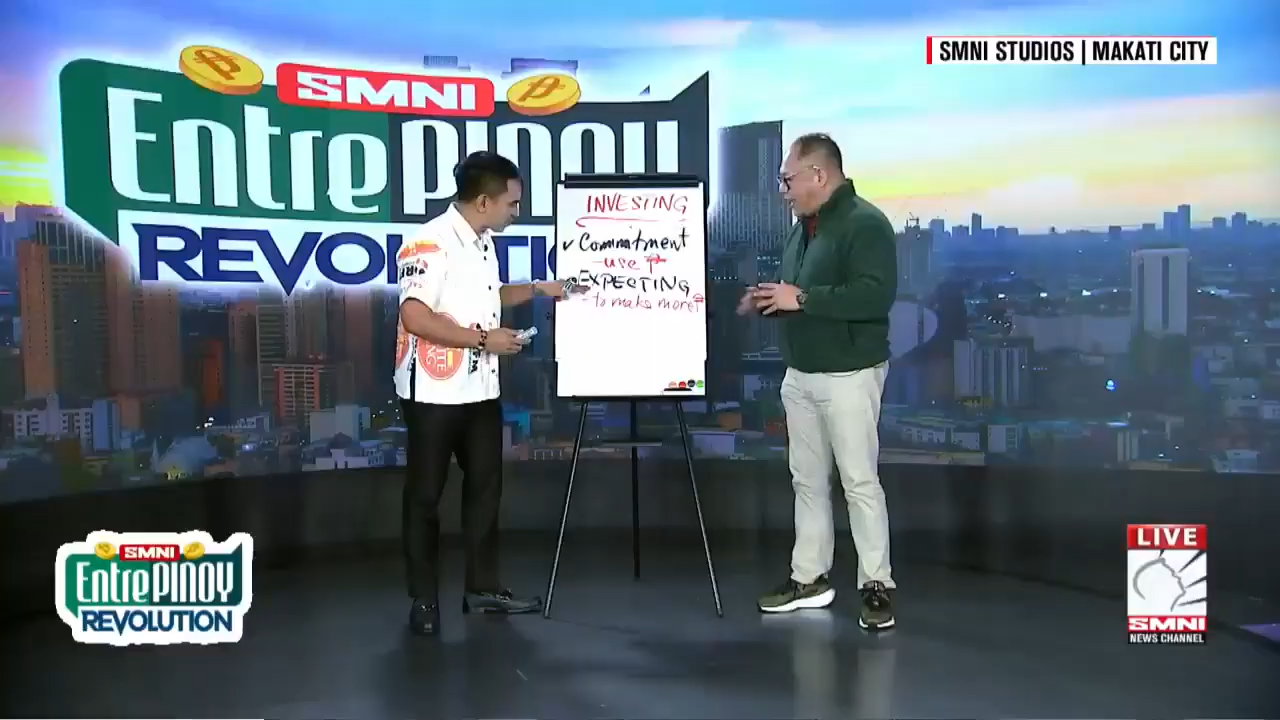 SMNI STUDIOS | MAKATI CITY
SMNI
EntrePINOY
REVOLUTI
INVESTING
✓ Commitment
- use ₱
EXPECTING
- to make more ₱
SMNI
EntrePINOY
REVOLUTION
LIVE
SMNI
NEWS CHANNEL